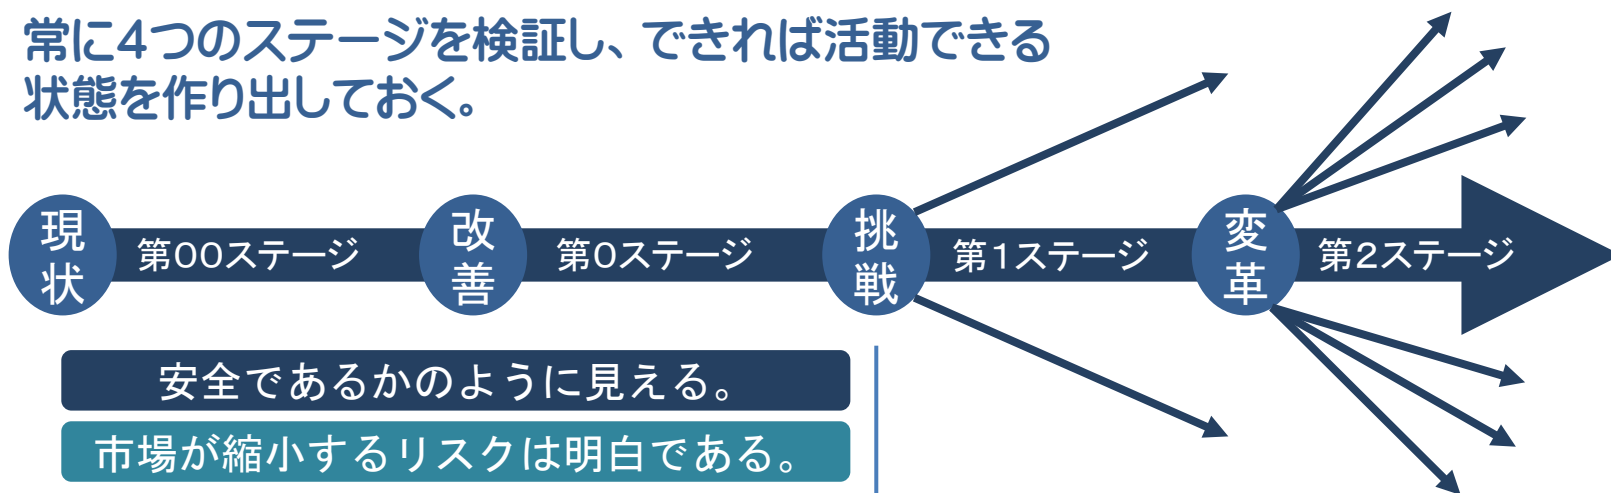 常に4つのステージを検証し、できれば活動できる
状態を作り出しておく。
現状
第００ステージ
改善
第０ステージ
挑戦
第１ステージ
変革
第２ステージ
安全であるかのように見える。
市場が縮小するリスクは明白である。